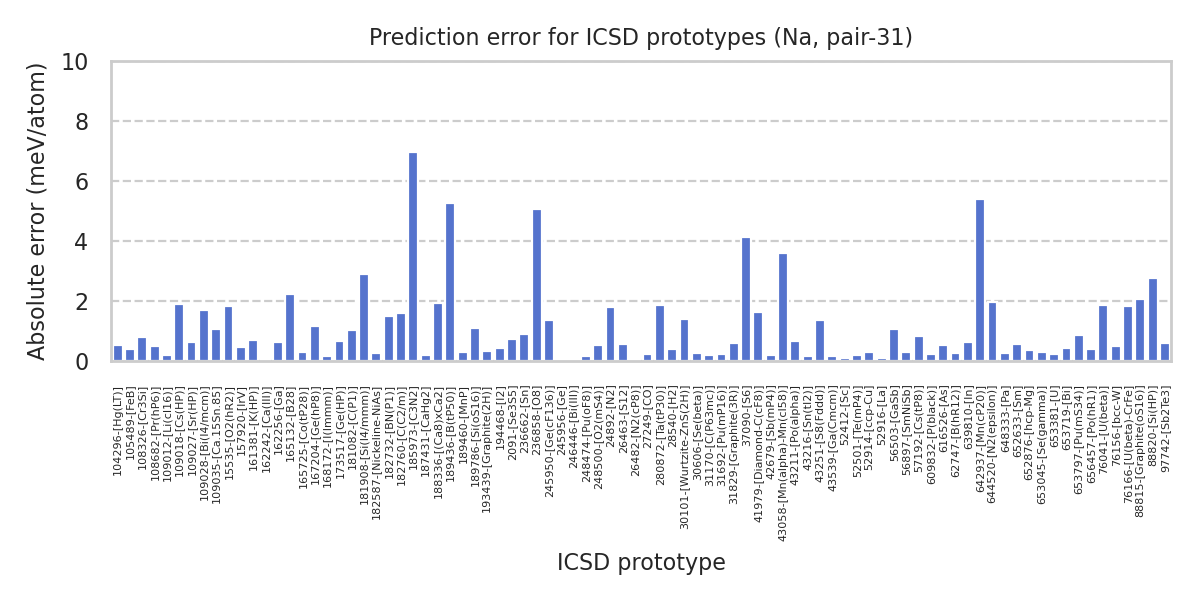 Prediction error for ICSD prototypes (Na, pair-31)
Absolute error (meV/atom)
10
8
6
4
2
0
104296-[Hg(LT)]
105489-[FeB]
108326-[Cr3Si]
108682-[Pr(hP6)]
109012-[Li(cI16)]
109018-[Cs(HP)]
109027-[Sr(HP)]
109028-[Bi(I4/mcm)]
109035-[Ca.15Sn.85]
15535-[O2(hR2)]
157920-[IrV]
161381-[K(HP)]
162242-[Ca(III)]
162256-[Ga]
165132-[B28]
165725-[Co(tP28)]
167204-[Ge(hP8)]
168172-[I(Immm)]
173517-[Ge(HP)]
181082-[C(P1)]
181908-[Si(I4/mmm)]
182587-[Nickeline-NiAs]
182732-[BN(P1)]
182760-[C(C2/m)]
185973-[C3N2]
187431-[CaHg2]
188336-[(Ca8)xCa2]
189436-[B(tP50)]
189460-[MnP]
189786-[Si(oS16)]
193439-[Graphite(2H)]
194468-[I2]
2091-[Se3S5]
236662-[Sn]
236858-[O8]
245950-[Ge(cF136)]
245956-[Ge]
246446-[Bi(III)]
248474-[Pu(oF8)]
248500-[O2(mS4)]
24892-[N2]
26463-[S12]
26482-[N2(cP8)]
27249-[CO]
280872-[Ta(tP30)]
28540-[H2]
30101-[Wurtzite-ZnS(2H)]
30606-[Se(beta)]
31170-[C(P63mc)]
31692-[Pu(mP16)]
31829-[Graphite(3R)]
37090-[S6]
41979-[Diamond-C(cF8)]
42679-[Sb(mP4)]
43058-[Mn(alpha)-Mn(cI58)]
43211-[Po(alpha)]
43216-[Sn(tI2)]
43251-[S8(Fddd)]
43539-[Ga(Cmcm)]
52412-[Sc]
52501-[Te(mP4)]
52914-[ccp-Cu]
52916-[La]
56503-[GaSb]
56897-[SmNiSb]
57192-[Cs(tP8)]
609832-[P(black)]
616526-[As]
62747-[B(hR12)]
639810-[In]
642937-[Mn(cP20)]
644520-[N2(epsilon)]
648333-[Pa]
652633-[Sm]
652876-[hcp-Mg]
653045-[Se(gamma)]
653381-[U]
653719-[Bi]
653797-[Pu(mS34)]
656457-[Po(hR1)]
76041-[U(beta)]
76156-[bcc-W]
76166-[U(beta)-CrFe]
88815-[Graphite(oS16)]
88820-[Si(HP)]
97742-[Sb2Te3]
ICSD prototype